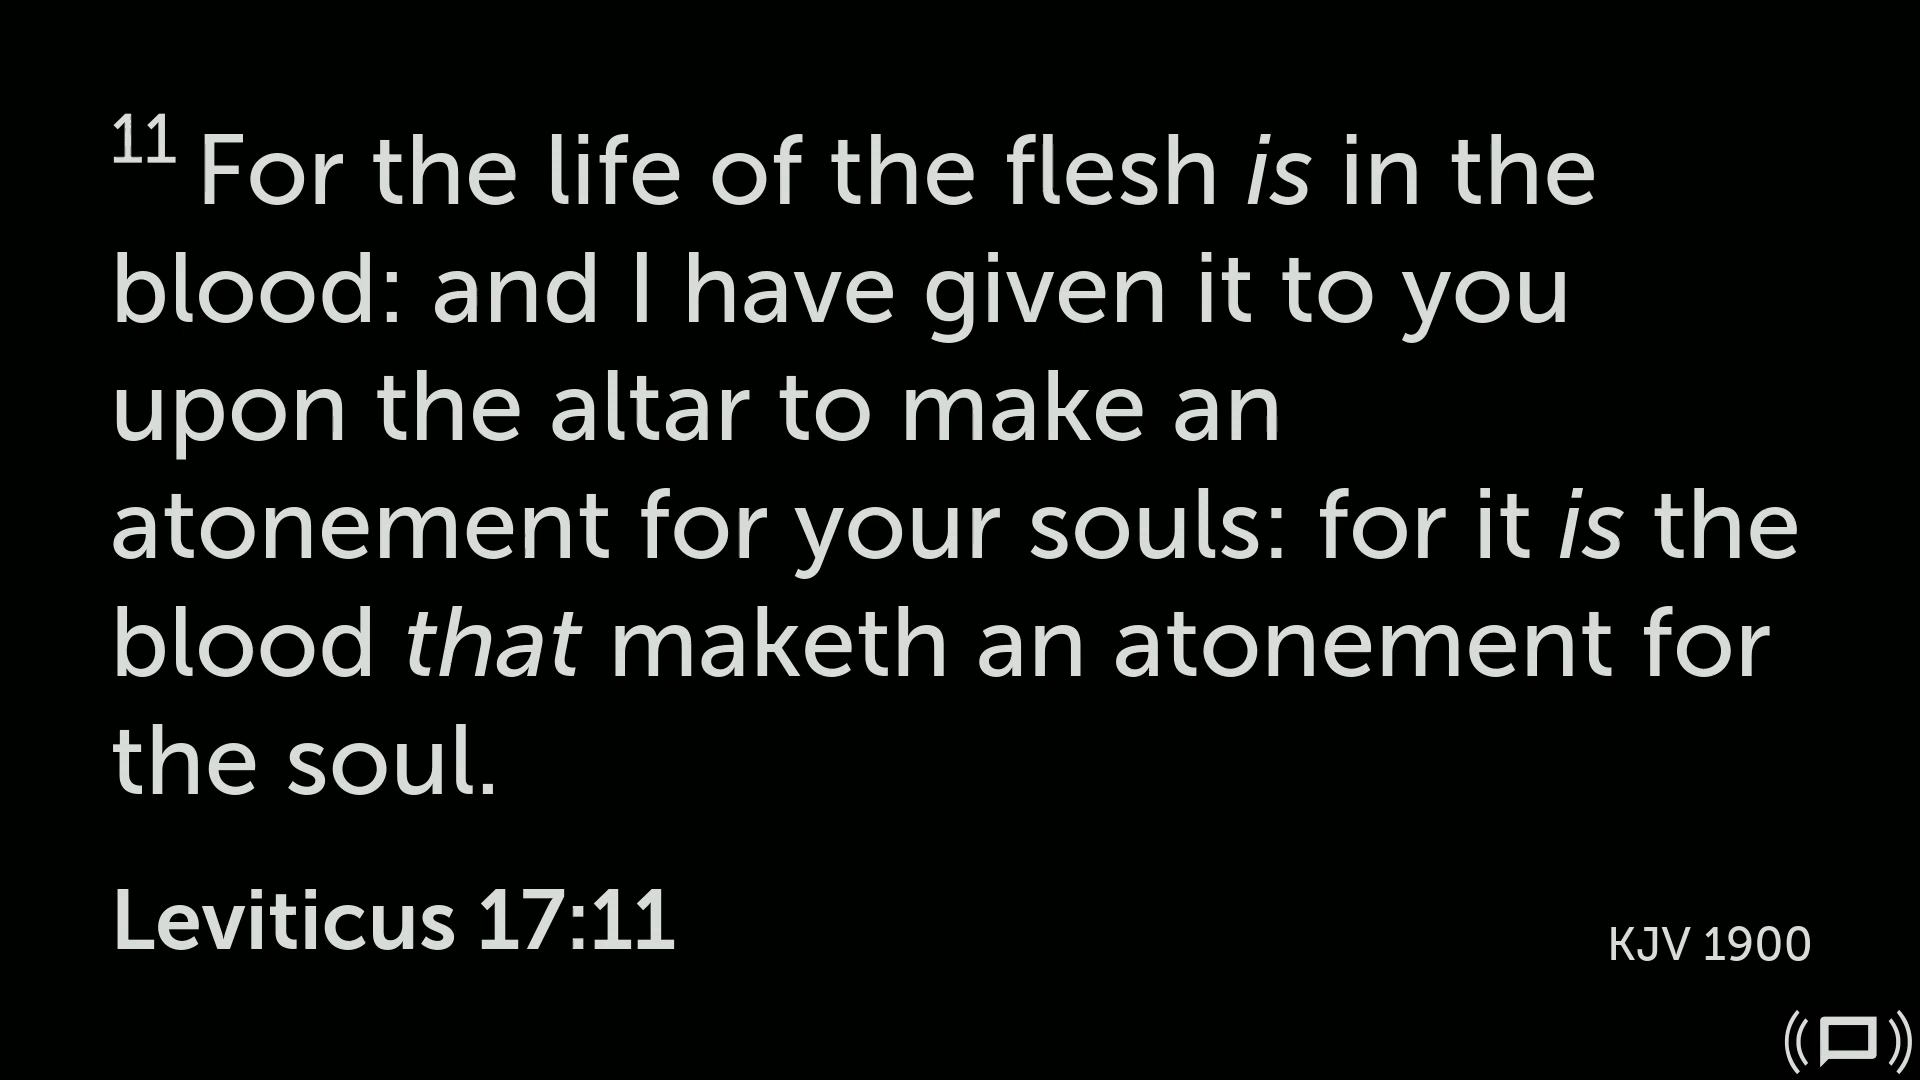 11 For the life of the flesh is in the
blood: and I have given it to you
upon the altar to make an
atonement for your souls: for it is the
blood that maketh an atonement for
the soul.
Leviticus 17:11
KJV 1900